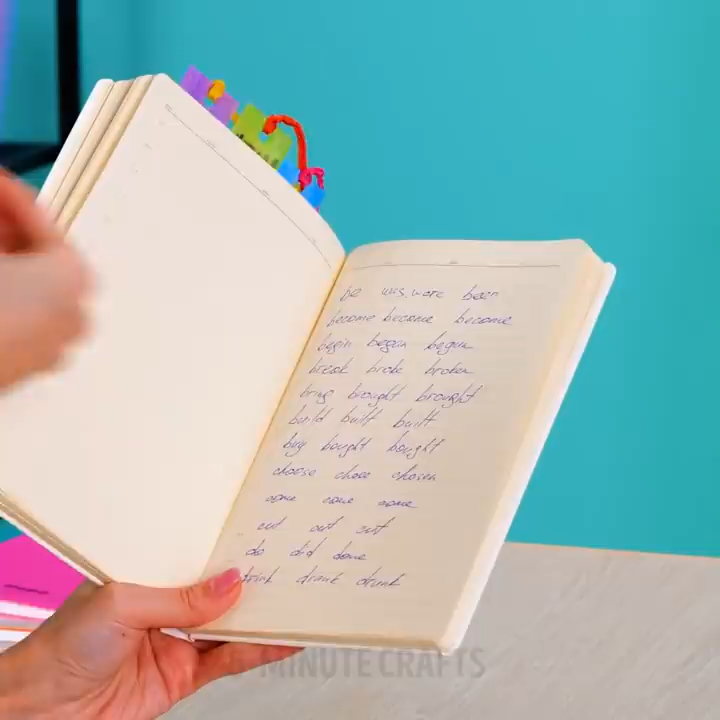 be was, were been
become became become
begin began begun
break broke broken
bring brought brought
build built built
buy bought bought
choose chose chosen
come came come
cut cut cut
do did done
drink drank drunk
5-MINUTE CRAFTS